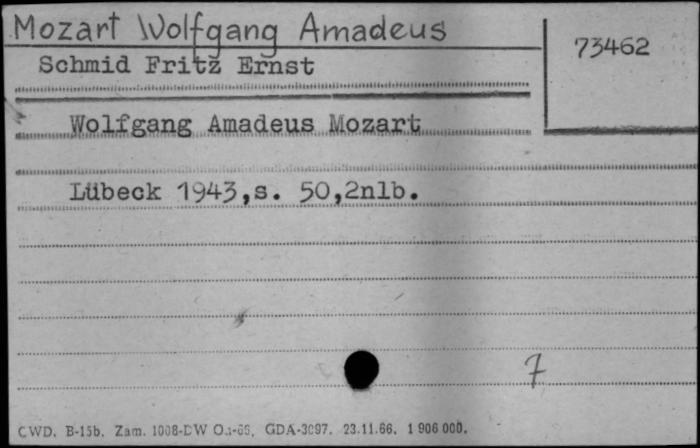 Mozart Wolfgang Amadeus
73462
Schmid Fritz Ernst
Wolfgang Amadeus Mozart
Lübeck 1943,s. 50,2nlb.
7
CWD. B-15b. Zam. 1008-DW GDA-3097. 23.11.66. 1 906 000.